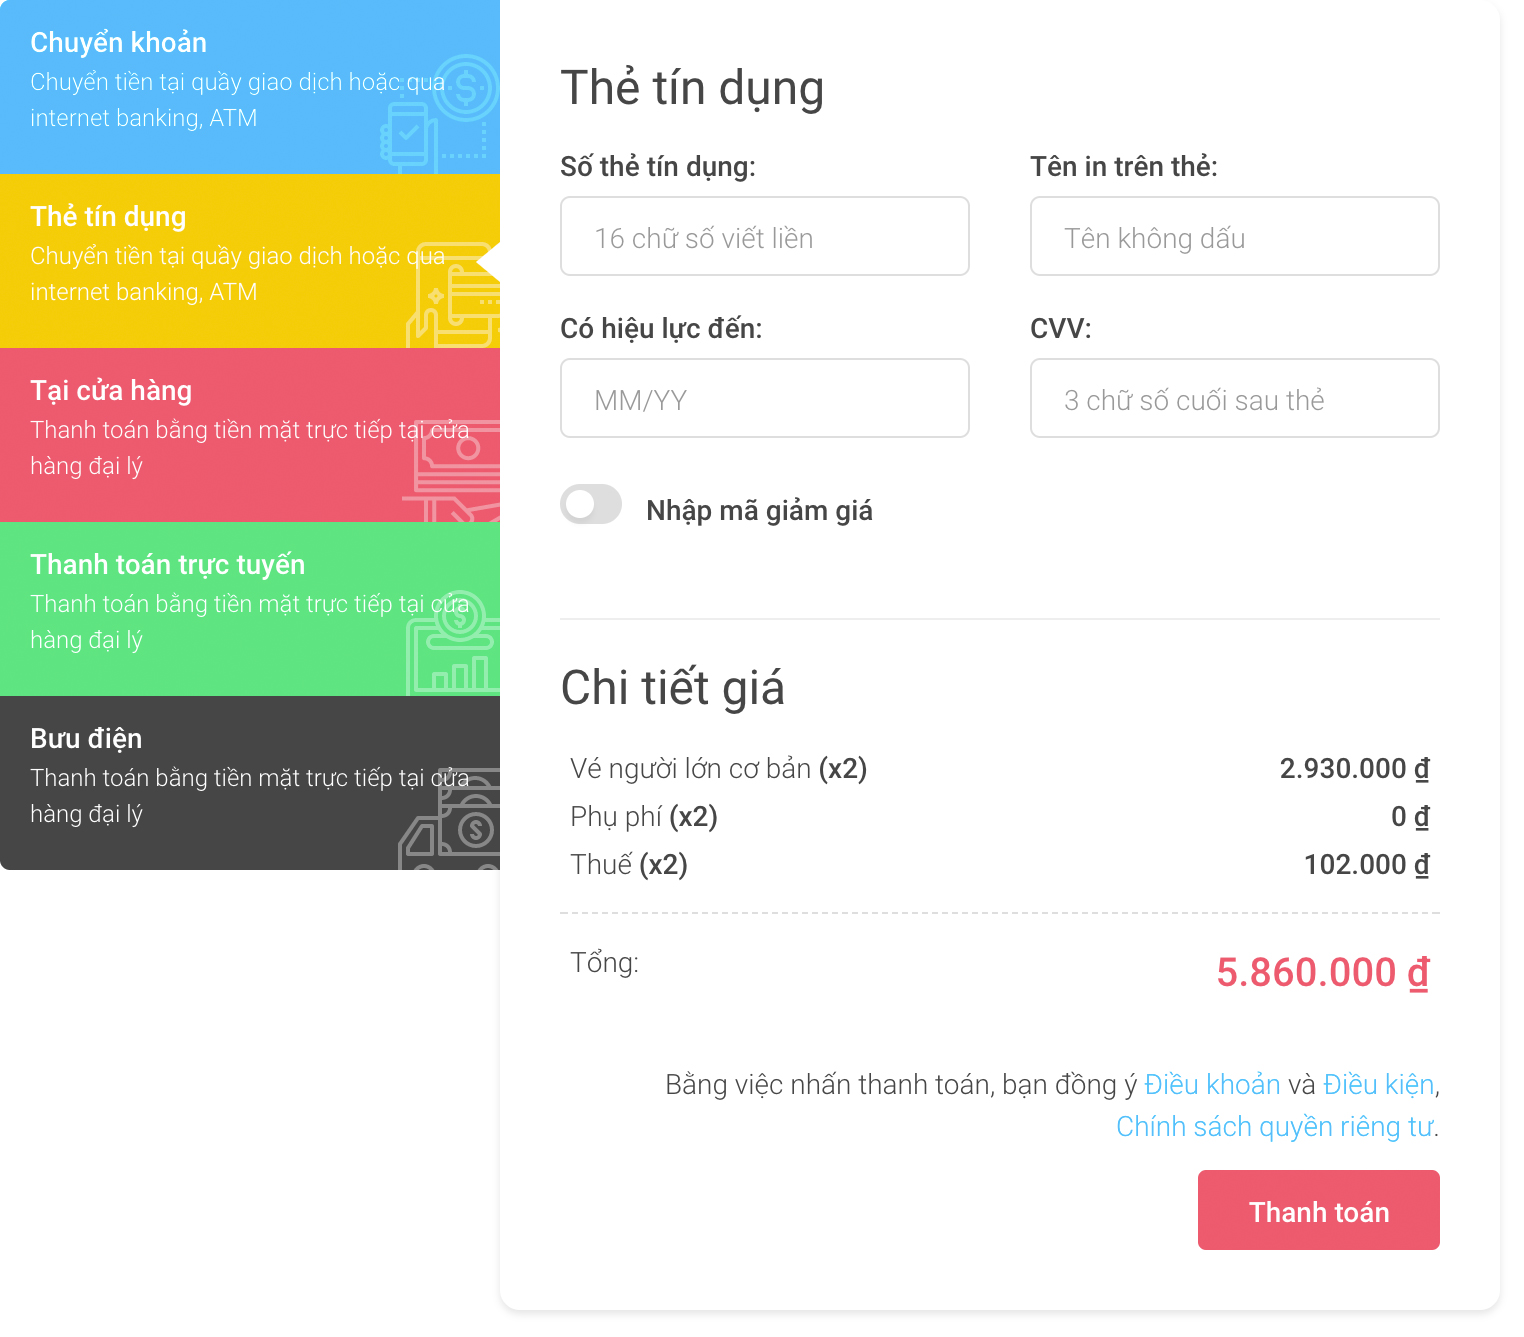 Chuyển khoản
Chuyển tiền tại quầy giao dịch hoặc qua
internet banking, ATM
Thẻ tín dụng
Chuyển tiền tại quầy giao dịch hoặc qua
internet banking, ATM
Tại cửa hàng
Thanh toán bằng tiền mặt trực tiếp tại cửa
hàng đại lý
Thanh toán trực tuyến
Thanh toán bằng tiền mặt trực tiếp tại cửa
hàng đại lý
Bưu điện
Thanh toán bằng tiền mặt trực tiếp tại cửa
hàng đại lý
Thẻ tín dụng
Số thẻ tín dụng:
16 chữ số viết liền
Tên in trên thẻ:
Tên không dấu
Có hiệu lực đến:
MM/YY
CVV:
3 chữ số cuối sau thẻ
Nhập mã giảm giá
Chi tiết giá
Vé người lớn cơ bản (x2) 2.930.000 ₫
Phụ phí (x2) 0 ₫
Thuế (x2) 102.000 ₫
Tổng: 5.860.000 ₫
Bằng việc nhấn thanh toán, bạn đồng ý Điều khoản và Điều kiện,
Chính sách quyền riêng tư.
Thanh toán